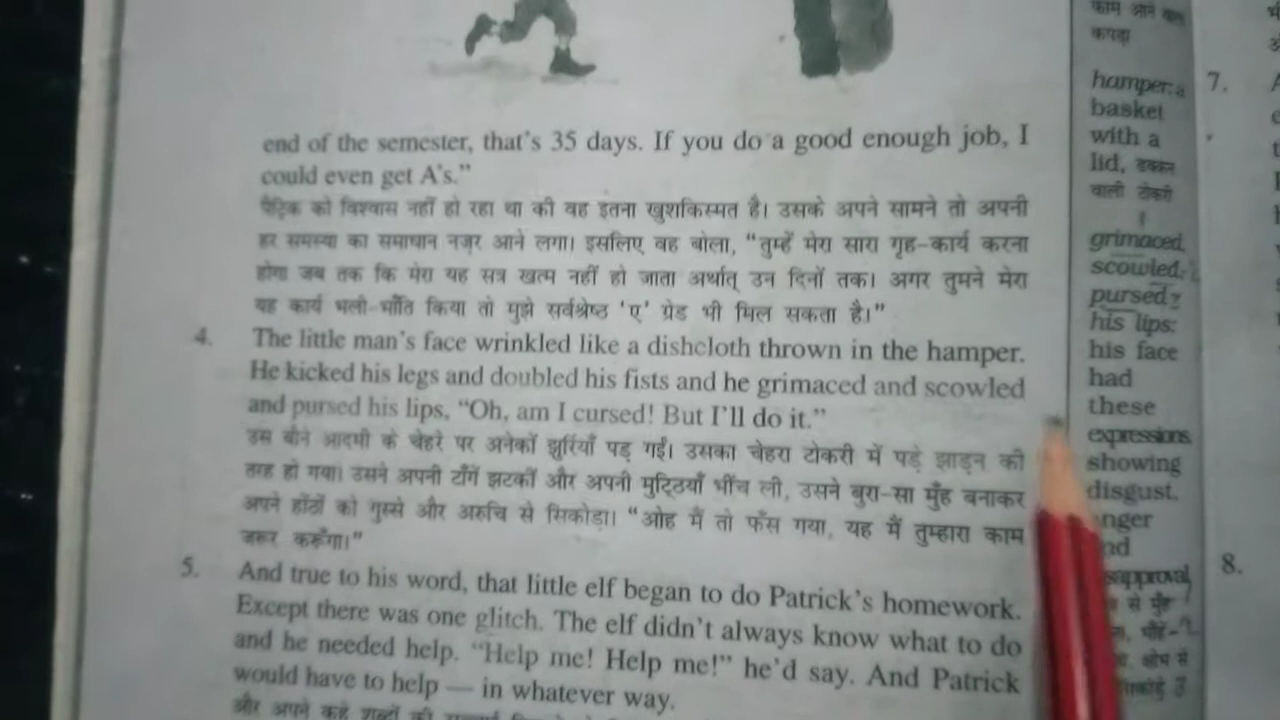 end of the semester, that's 35 days. If you do a good enough job, I
could even get A's."
पैट्रिक को विश्वास नहीं हो रहा था की वह इतना खुशकिस्मत है। उसके अपने सामने तो अपनी
हर समस्या का समाधान नज़र आने लगा। इसलिए वह बोला, "तुम्हें मेरा सारा गृह-कार्य करना
होगा जब तक कि मेरा यह सत्र खत्म नहीं हो जाता अर्थात् उन दिनों तक। अगर तुमने मेरा
यह कार्य भली-भाँति किया तो मुझे सर्वश्रेष्ठ 'ए' ग्रेड भी मिल सकता है।"
4. The little man's face wrinkled like a dishcloth thrown in the hamper.
He kicked his legs and doubled his fists and he grimaced and scowled
and pursed his lips, "Oh, am I cursed! But I'll do it."
उस बौने आदमी के चेहरे पर अनेकों झुर्रियाँ पड़ गईं। उसका चेहरा टोकरी में पड़े झाड़न की
तरह हो गया। उसने अपनी टाँगें झटकीं और अपनी मुट्ठियाँ भींच ली, उसने बुरा-सा मुँह बनाकर
अपने होंठों को गुस्से और अरुचि से सिकोड़ा। "ओह मैं तो फँस गया, यह मैं तुम्हारा काम
जरूर करूँगा।"
5. And true to his word, that little elf began to do Patrick's homework.
Except there was one glitch. The elf didn't always know what to do
and he needed help. "Help me! Help me!" he'd say. And Patrick
would have to help — in whatever way.
और अपने कहे शब्दों की
काम आने वाला
कपड़ा
hamper: a
basket
with a
lid, ढक्कन
वाली टोकरी
grimaced,
scowled,
pursed
his lips:
his face
had
these
expressions
showing
disgust,
से मुँह
7.
8.